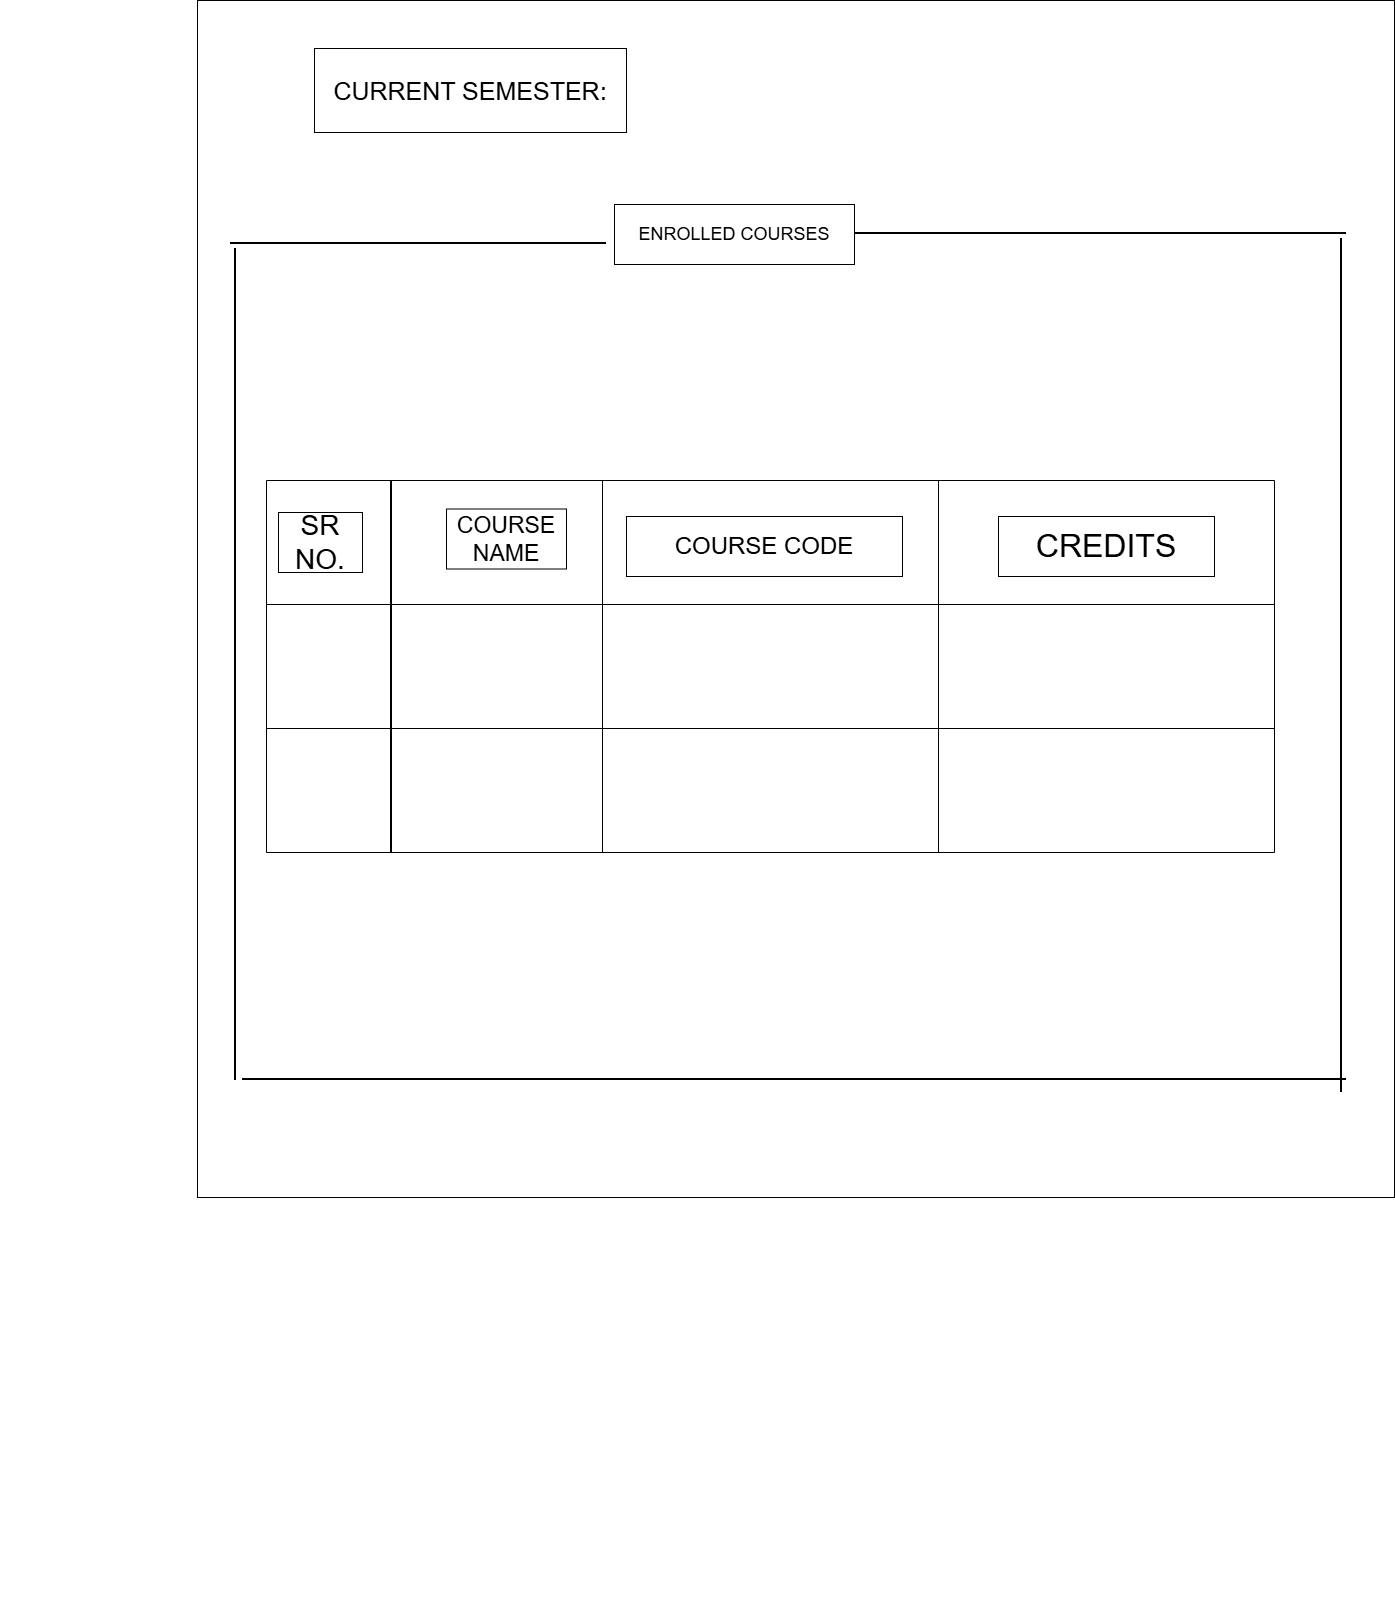 CURRENT SEMESTER:
ENROLLED COURSES
SR
NO.
COURSE
NAME
COURSE CODE
CREDITS